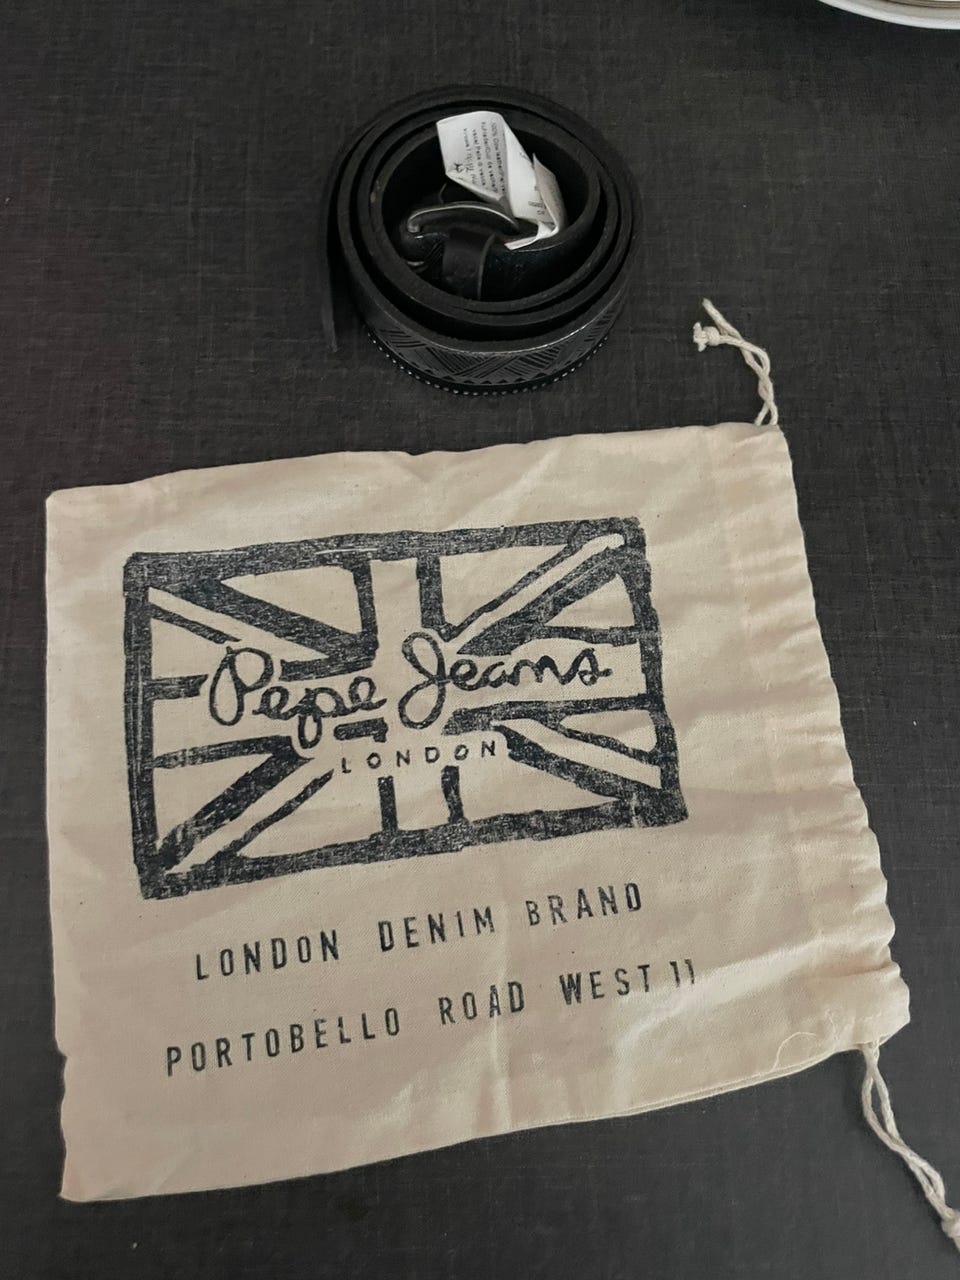 Pepe Jeans
LONDON
LONDON DENIM BRAND
PORTOBELLO ROAD WEST 11